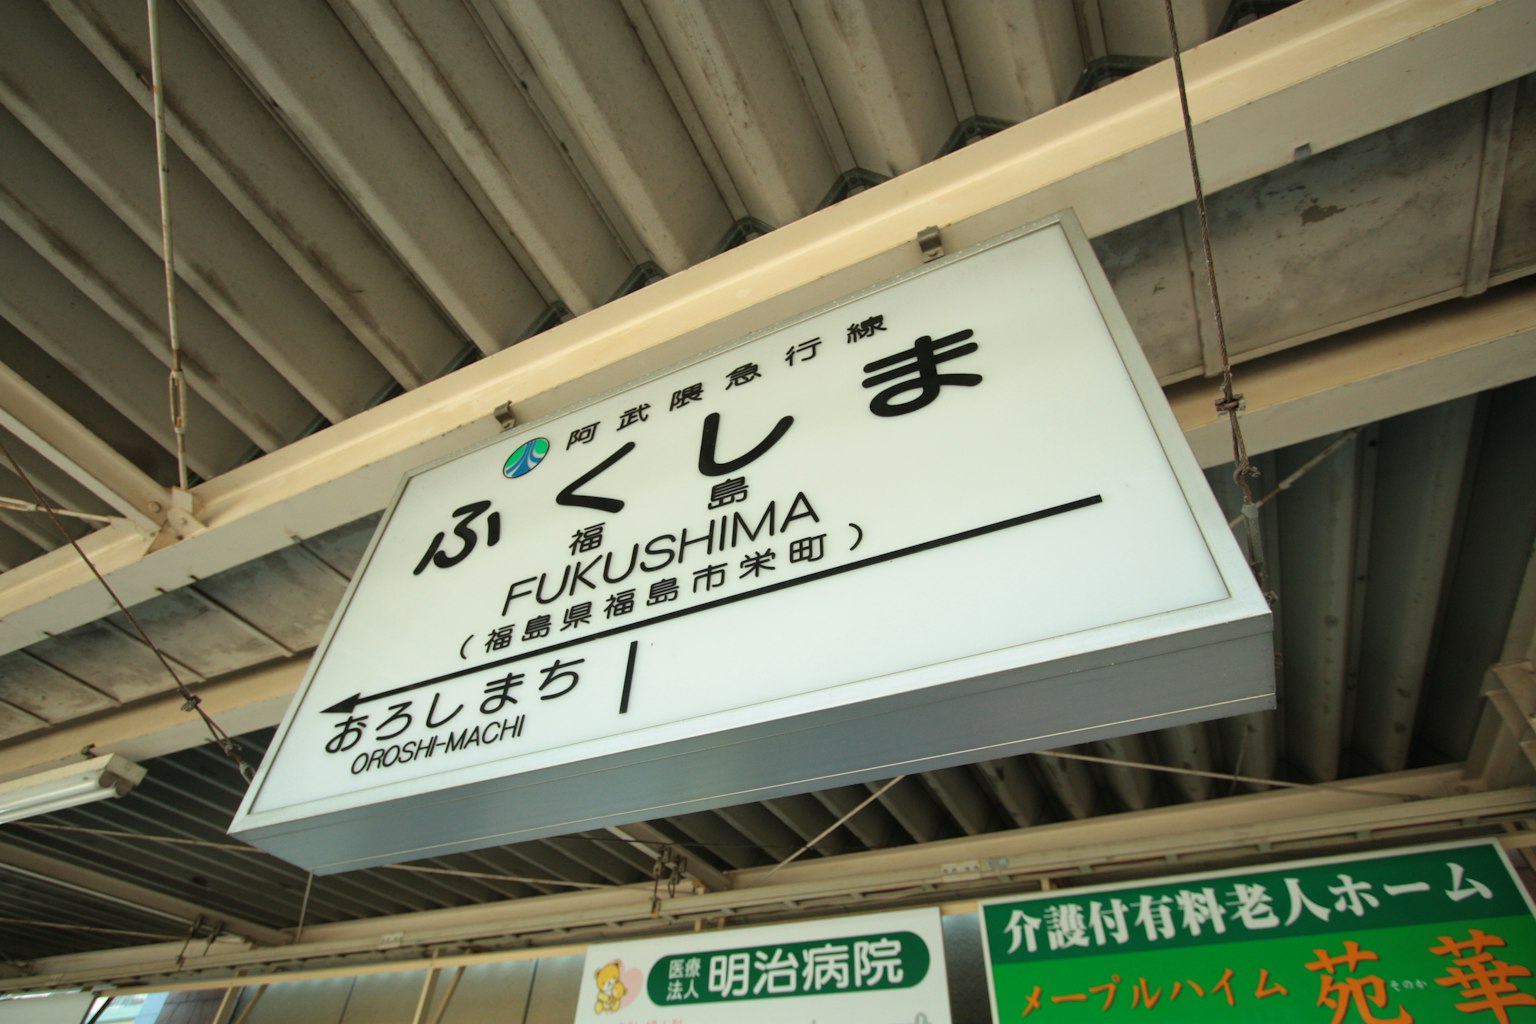 阿武隈急行線
ふくしま
福島
FUKUSHIMA
(福島県福島市栄町)
おろしまち
OROSHI-MACHI
医療法人 明治病院
介護付有料老人ホーム
メープルハイム 苑華
そのか